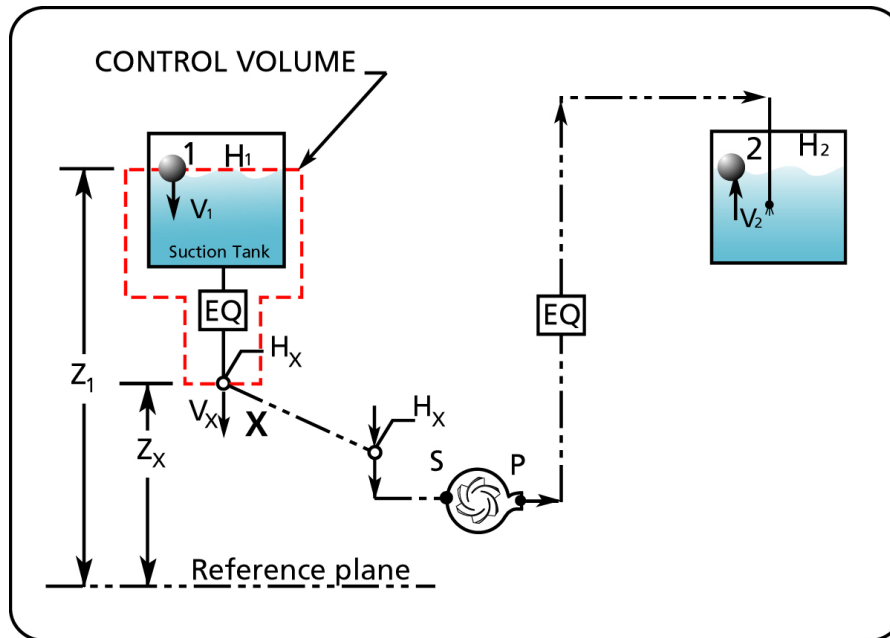 CONTROL VOLUME
1 H1
V1
Suction Tank
EQ
HX
VX X
Z1
ZX
HX
S P
EQ
2 H2
V2
Reference plane